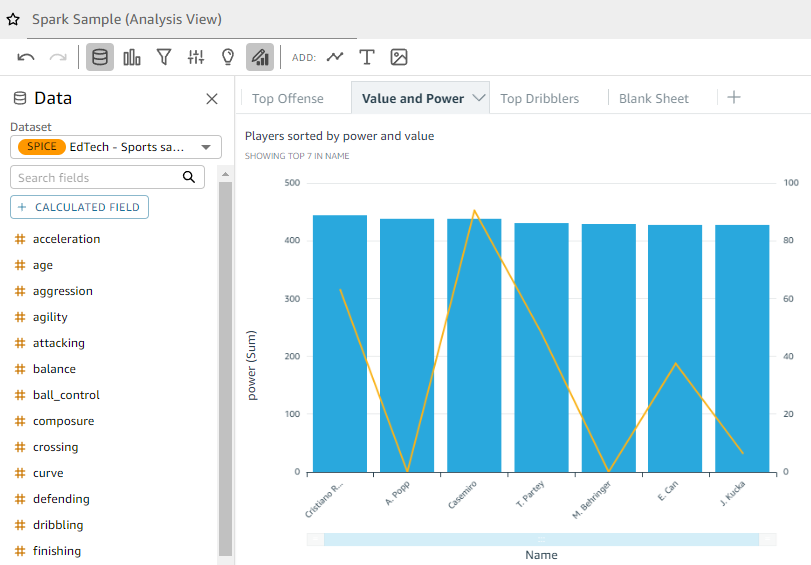 Spark Sample (Analysis View)
ADD:
Data
Dataset
SPICE EdTech - Sports sa...
Search fields
+ CALCULATED FIELD
# acceleration
# age
# aggression
# agility
# attacking
# balance
# ball_control
# composure
# crossing
# curve
# defending
# dribbling
# finishing
Top Offense Value and Power Top Dribblers Blank Sheet +
Players sorted by power and value
SHOWING TOP 7 IN NAME
500 100
400 80
300 60
200 40
100 20
0 0
power (Sum)
Cristiano R... A. Popp Casemiro T. Partey M. Behringer E. Can J. Kucka
Name